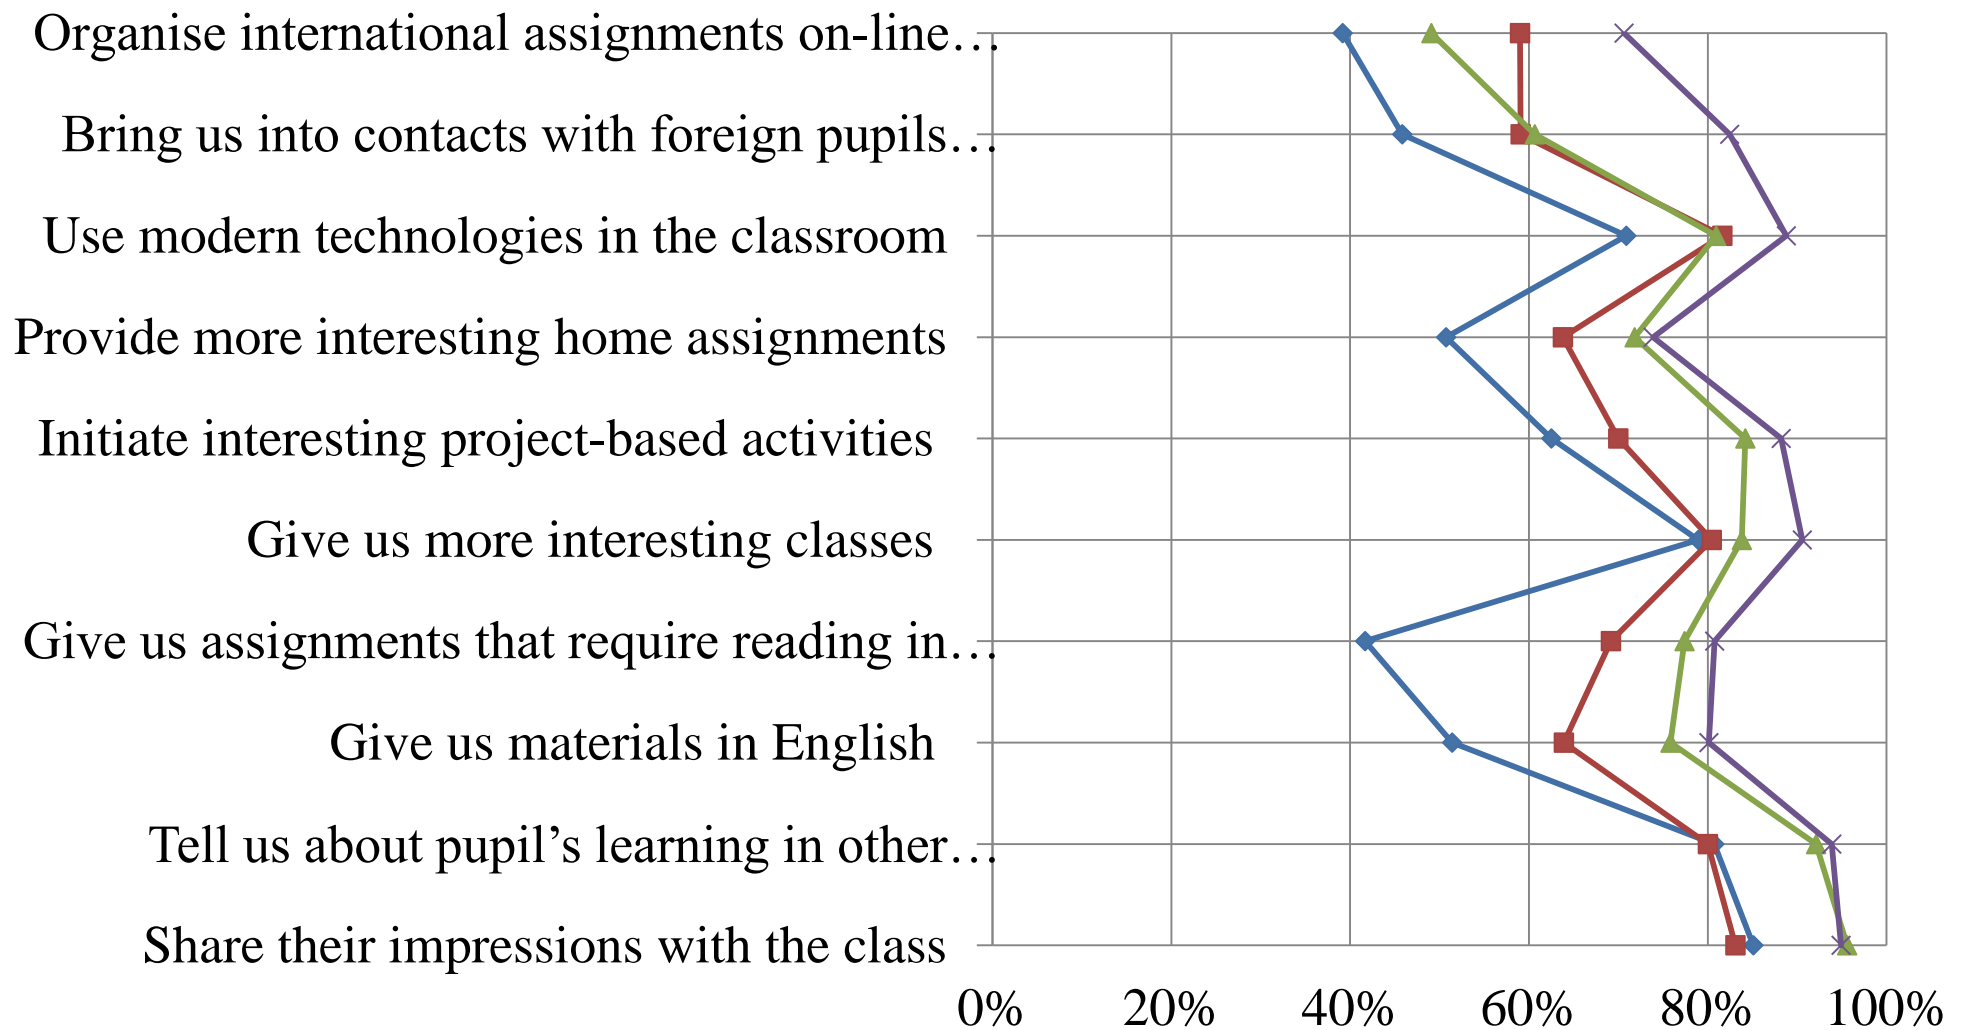 Organise international assignments on-line…
Bring us into contacts with foreign pupils…
Use modern technologies in the classroom
Provide more interesting home assignments
Initiate interesting project-based activities
Give us more interesting classes
Give us assignments that require reading in…
Give us materials in English
Tell us about pupil’s learning in other…
Share their impressions with the class
0% 20% 40% 60% 80% 100%